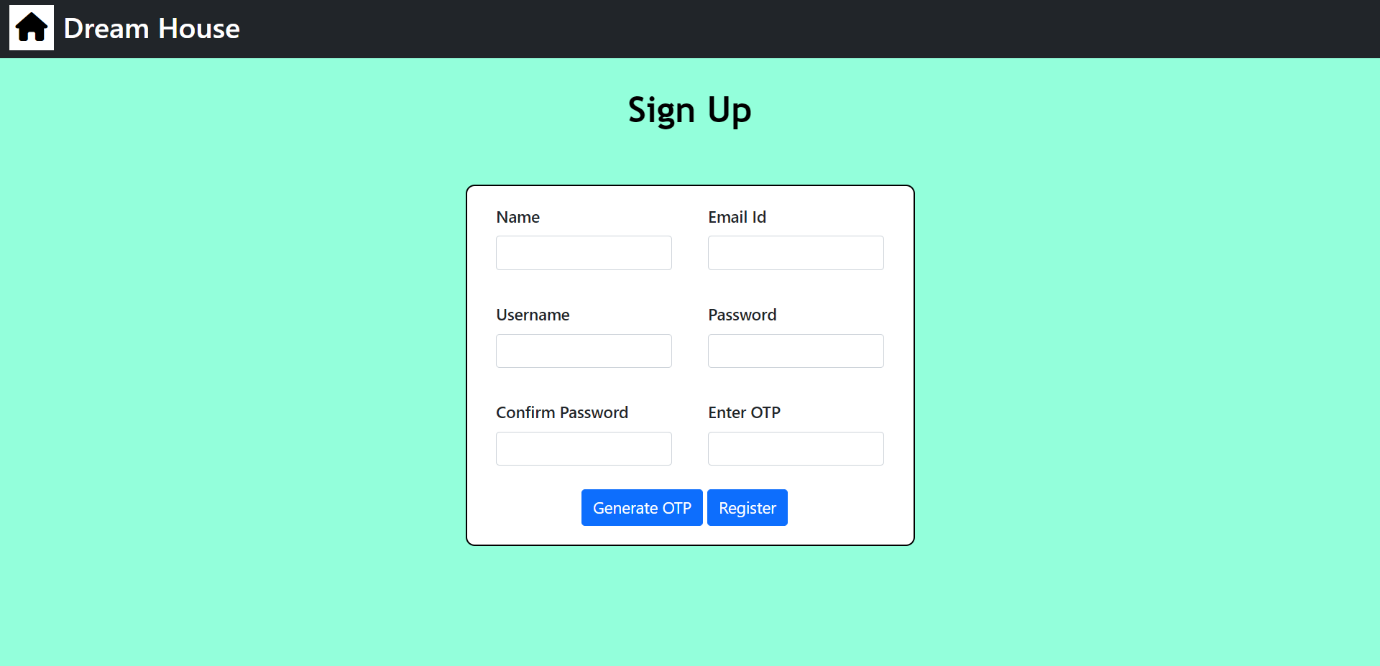 Dream House
Sign Up
Name Email Id
Username Password
Confirm Password Enter OTP
Generate OTP Register